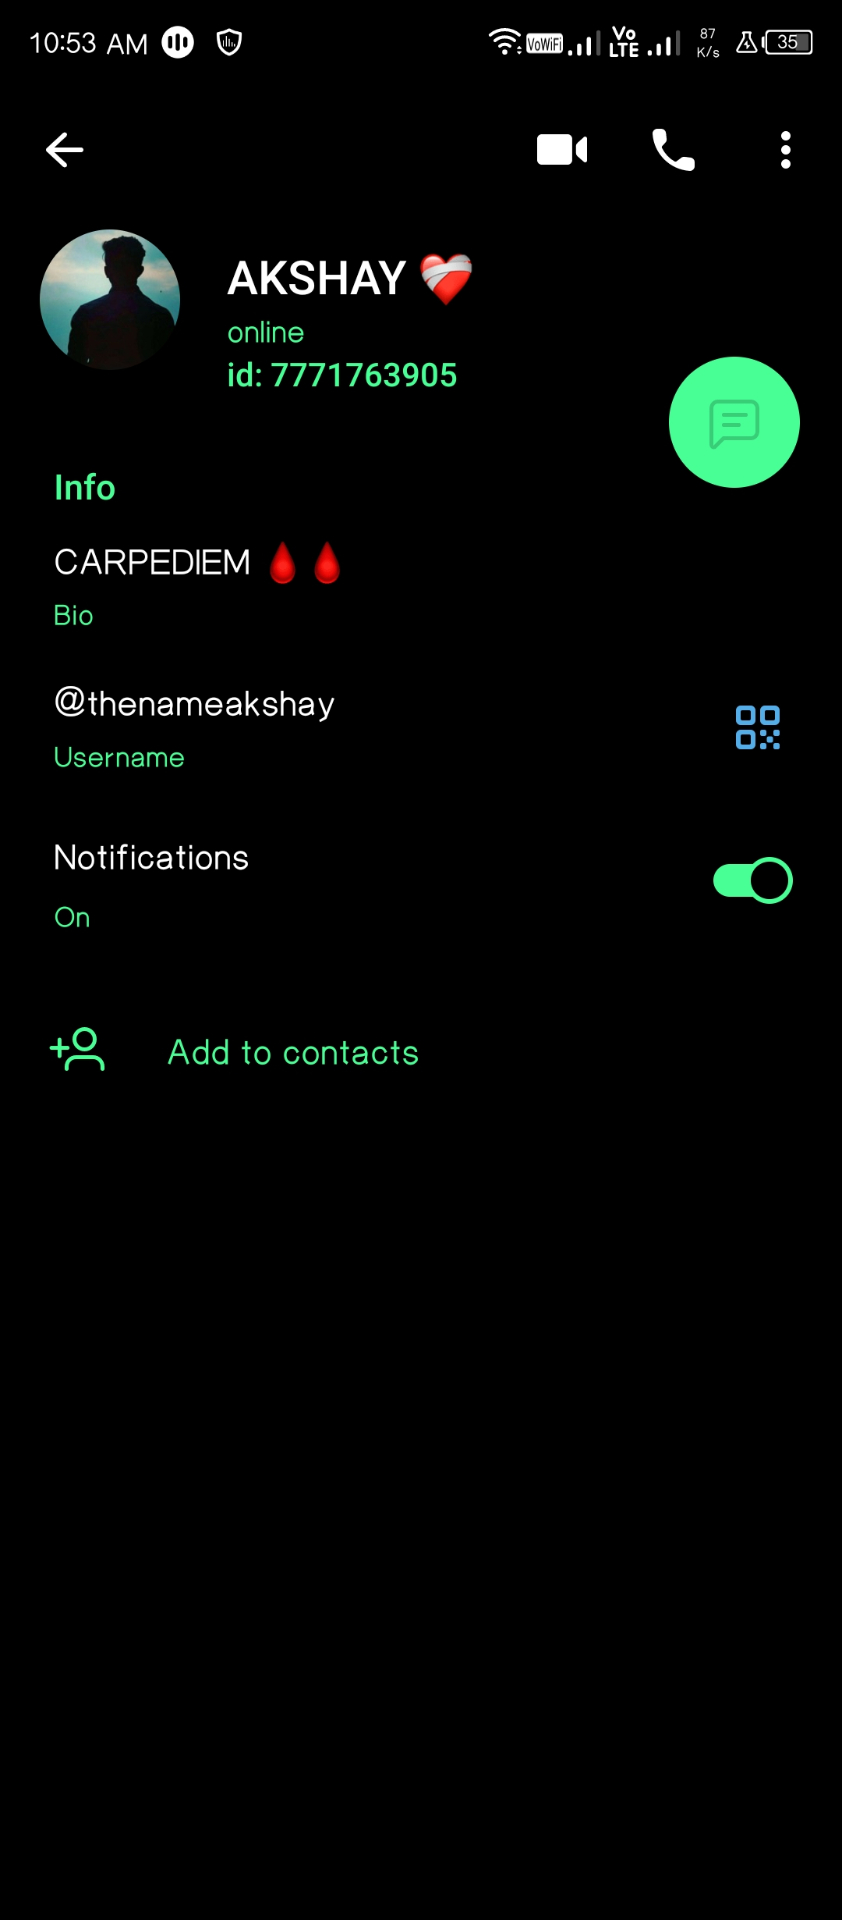 10:53 AM
VoWiFi
Vo
LTE
87
K/s
35
AKSHAY ❤️‍🩹
online
id: 7771763905
Info
CARPEDIEM 🩸🩸
Bio
@thenameakshay
Username
Notifications
On
Add to contacts